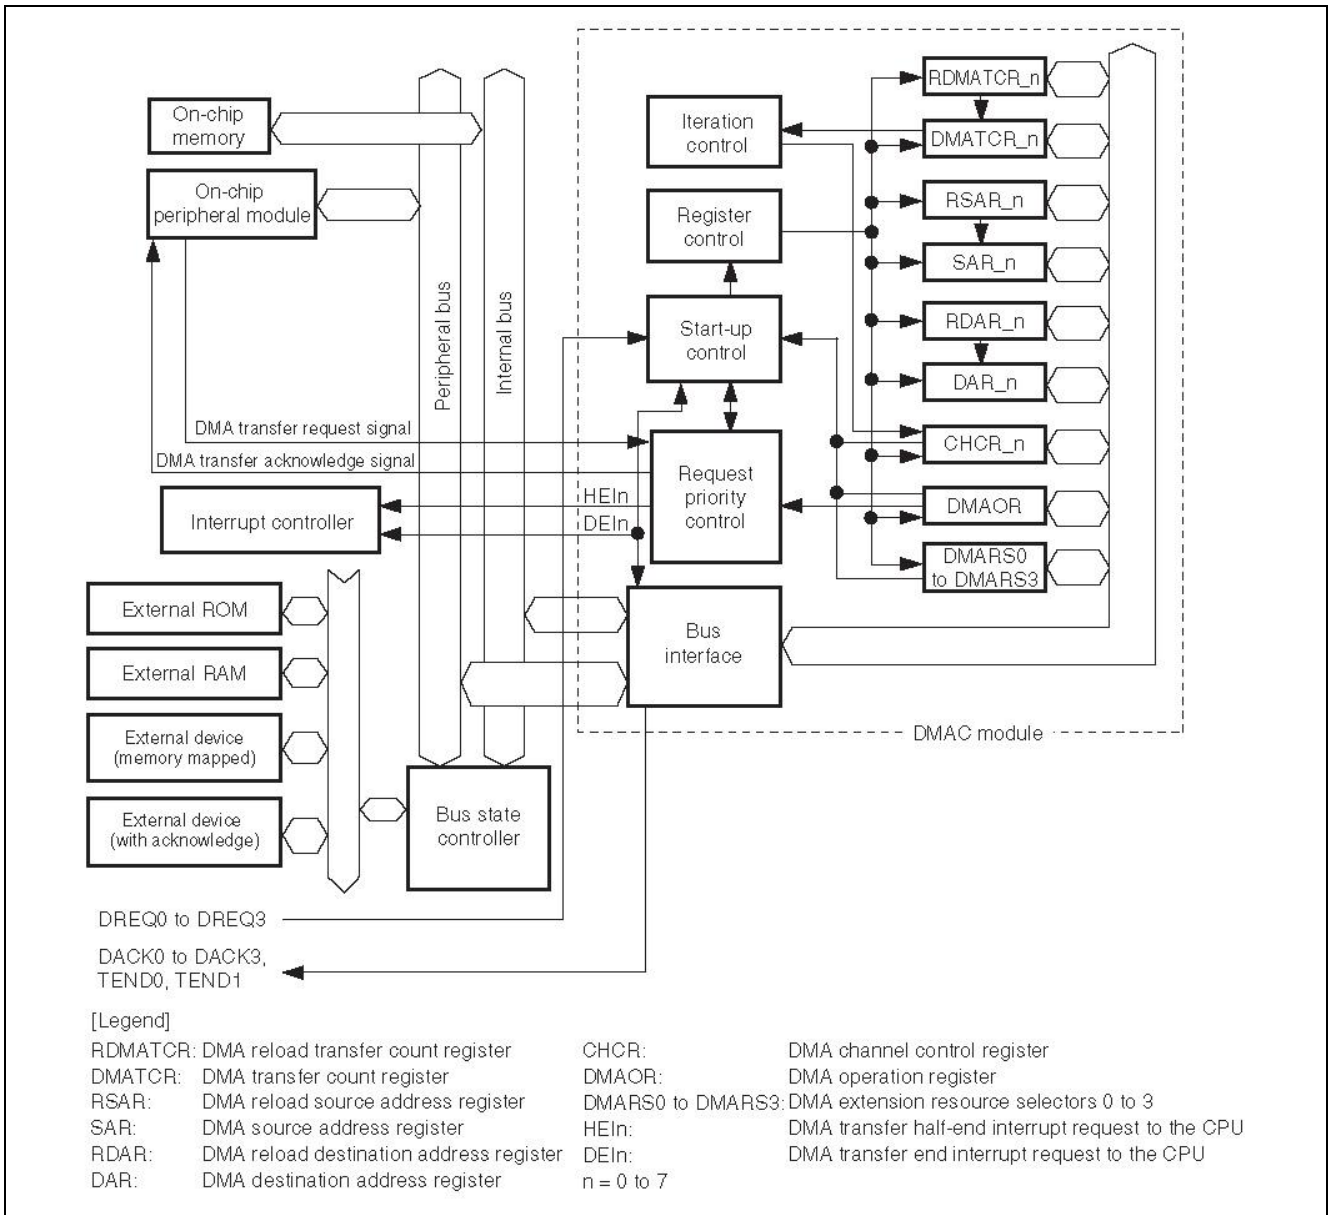 On-chip
memory
On-chip
peripheral module
Peripheral bus
Internal bus
Iteration
control
Register
control
Start-up
control
Request
priority
control
Bus
interface
RDMATCR_n
DMATCR_n
RSAR_n
SAR_n
RDAR_n
DAR_n
CHCR_n
DMAOR
DMARS0
to DMARS3
DMA transfer request signal
DMA transfer acknowledge signal
HEIn
DEIn
Interrupt controller
External ROM
External RAM
External device
(memory mapped)
External device
(with acknowledge)
Bus state
controller
DMAC module
DREQ0 to DREQ3
DACK0 to DACK3,
TEND0, TEND1
[Legend]
RDMATCR: DMA reload transfer count register
DMATCR: DMA transfer count register
RSAR: DMA reload source address register
SAR: DMA source address register
RDAR: DMA reload destination address register
DAR: DMA destination address register
CHCR: DMA channel control register
DMAOR: DMA operation register
DMARS0 to DMARS3: DMA extension resource selectors 0 to 3
HEIn: DMA transfer half-end interrupt request to the CPU
DEIn: DMA transfer end interrupt request to the CPU
n = 0 to 7